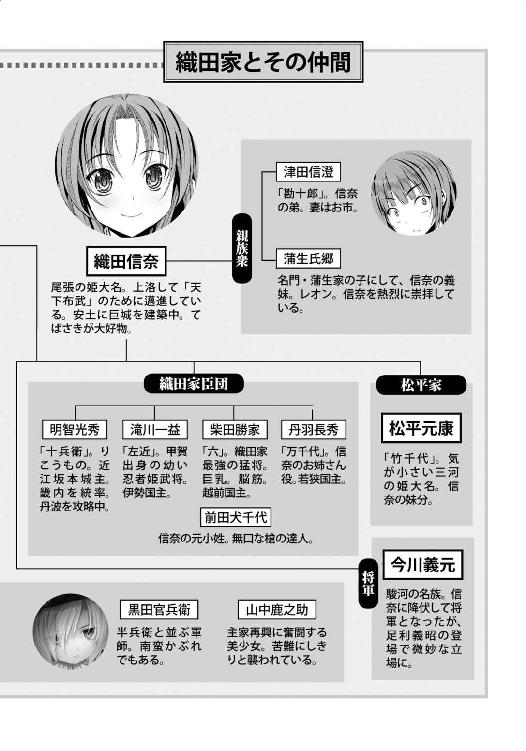 織田家とその仲間
織田信奈
尾張の姫大名。上洛して「天
下布武」のために邁進してい
る。安土に巨城を建築中。て
ばさきが大好物。
親族衆
津田信澄
「勘十郎」。信奈
の弟。妻はお市。
蒲生氏郷
名門・蒲生家の子にして、信奈の義
妹。レオン。信奈を熱烈に崇拝して
いる。
織田家臣団
明智光秀
「十兵衛」。り
こうもの。近
江坂本城主。
畿内を統率。
丹波を攻略中。
滝川一益
「左近」。甲賀
出身の幼い
忍者姫武将。
伊勢国主。
柴田勝家
「六」。織田家
最強の猛将。
巨乳。脳筋。
越前国主。
丹羽長秀
「万千代」。信
奈のお姉さん
役。若狭国主。
前田犬千代
信奈の元小姓。無口な槍の達人。
松平家
松平元康
「竹千代」。気
が小さい三河
の姫大名。信
奈の妹分。
将軍
今川義元
駿河の名族。信
奈に降伏して将
軍となったが、
足利義昭の登
場で微妙な立
場に。
黒田官兵衛
半兵衛と並ぶ軍
師。南蛮かぶれ
でもある。
山中鹿之助
主家再興に奮闘する
美少女。苦難にしき
りと襲われている。